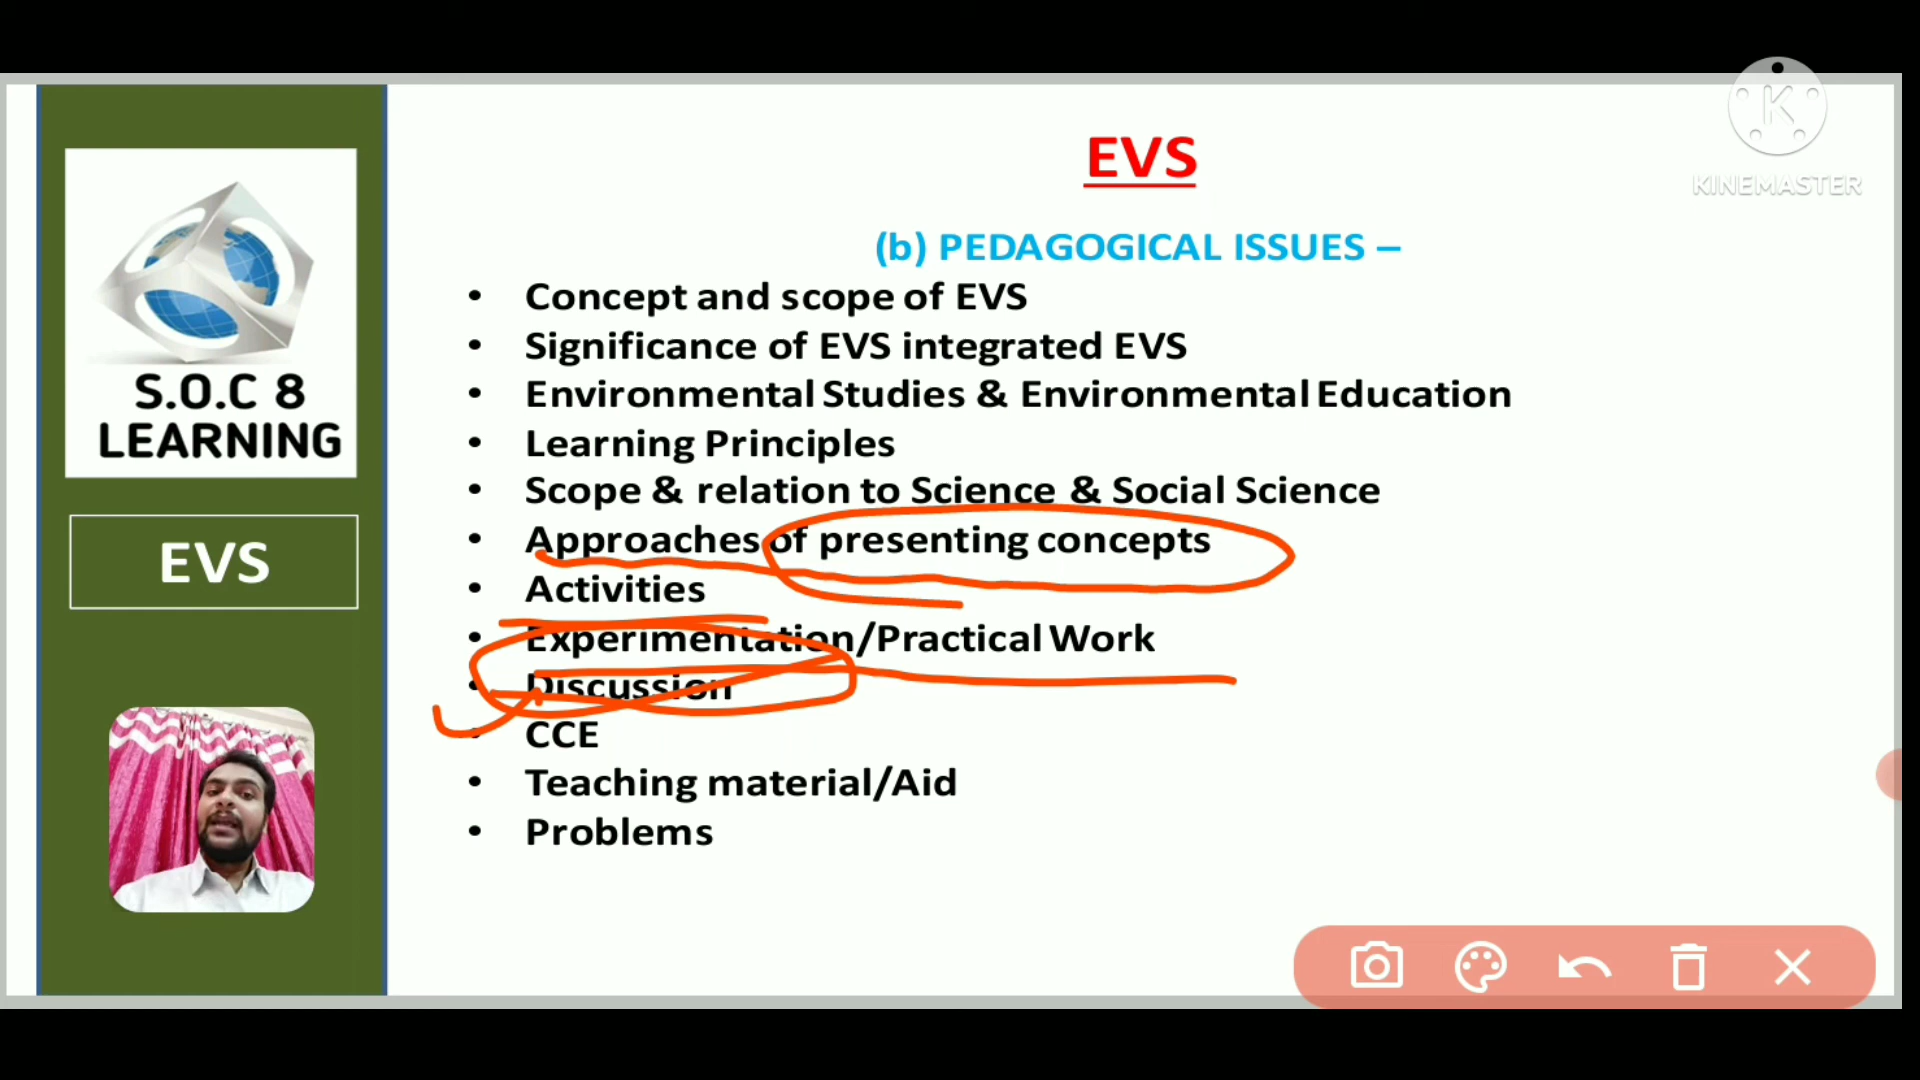 KINEMASTER
EVS
(b) PEDAGOGICAL ISSUES –
• Concept and scope of EVS
• Significance of EVS integrated EVS
• Environmental Studies & Environmental Education
• Learning Principles
• Scope & relation to Science & Social Science
• Approaches of presenting concepts
• Activities
• Experimentation/Practical Work
• Discussion
• CCE
• Teaching material/Aid
• Problems
S.O.C 8
LEARNING
EVS